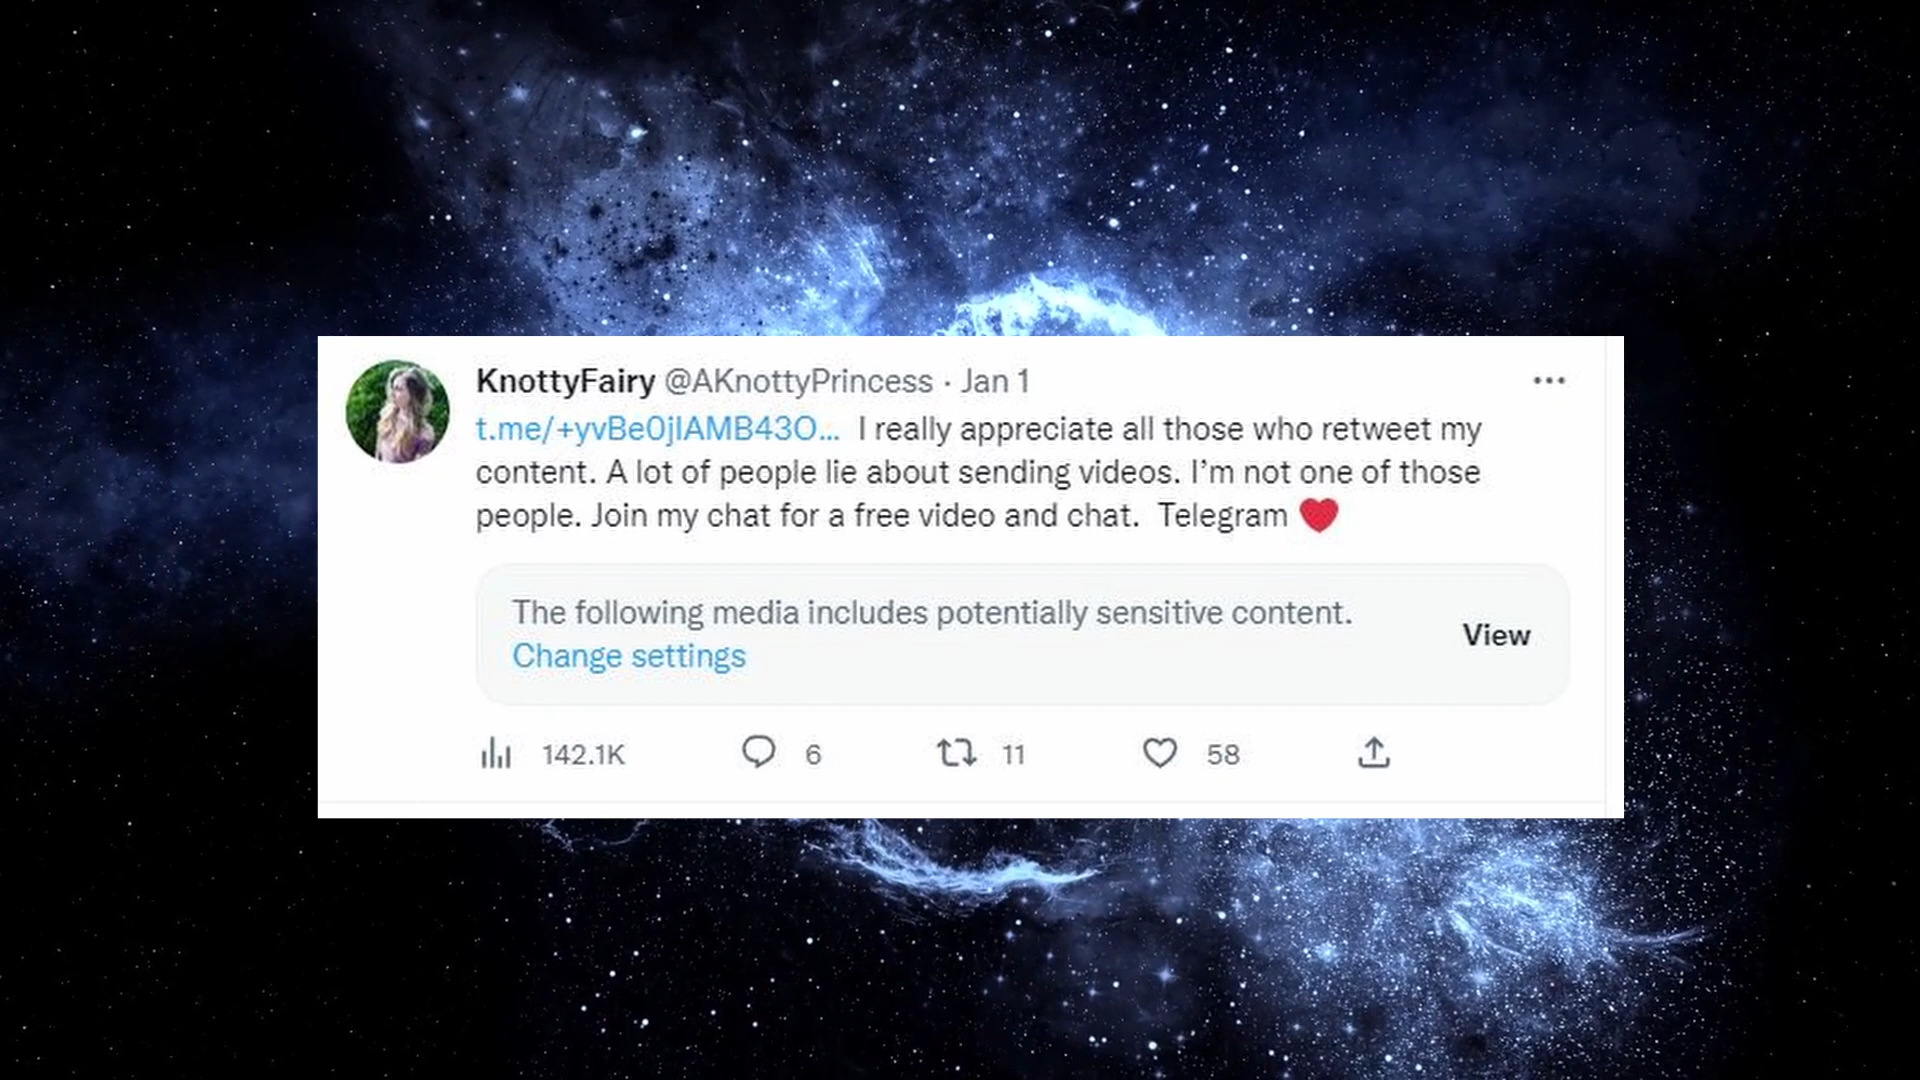 KnottyFairy @AKnottyPrincess · Jan 1
t.me/+yvBe0jIAMB43O... I really appreciate all those who retweet my
content. A lot of people lie about sending videos. I’m not one of those
people. Join my chat for a free video and chat. Telegram ❤️
The following media includes potentially sensitive content.
Change settings
View
142.1K 6 11 58